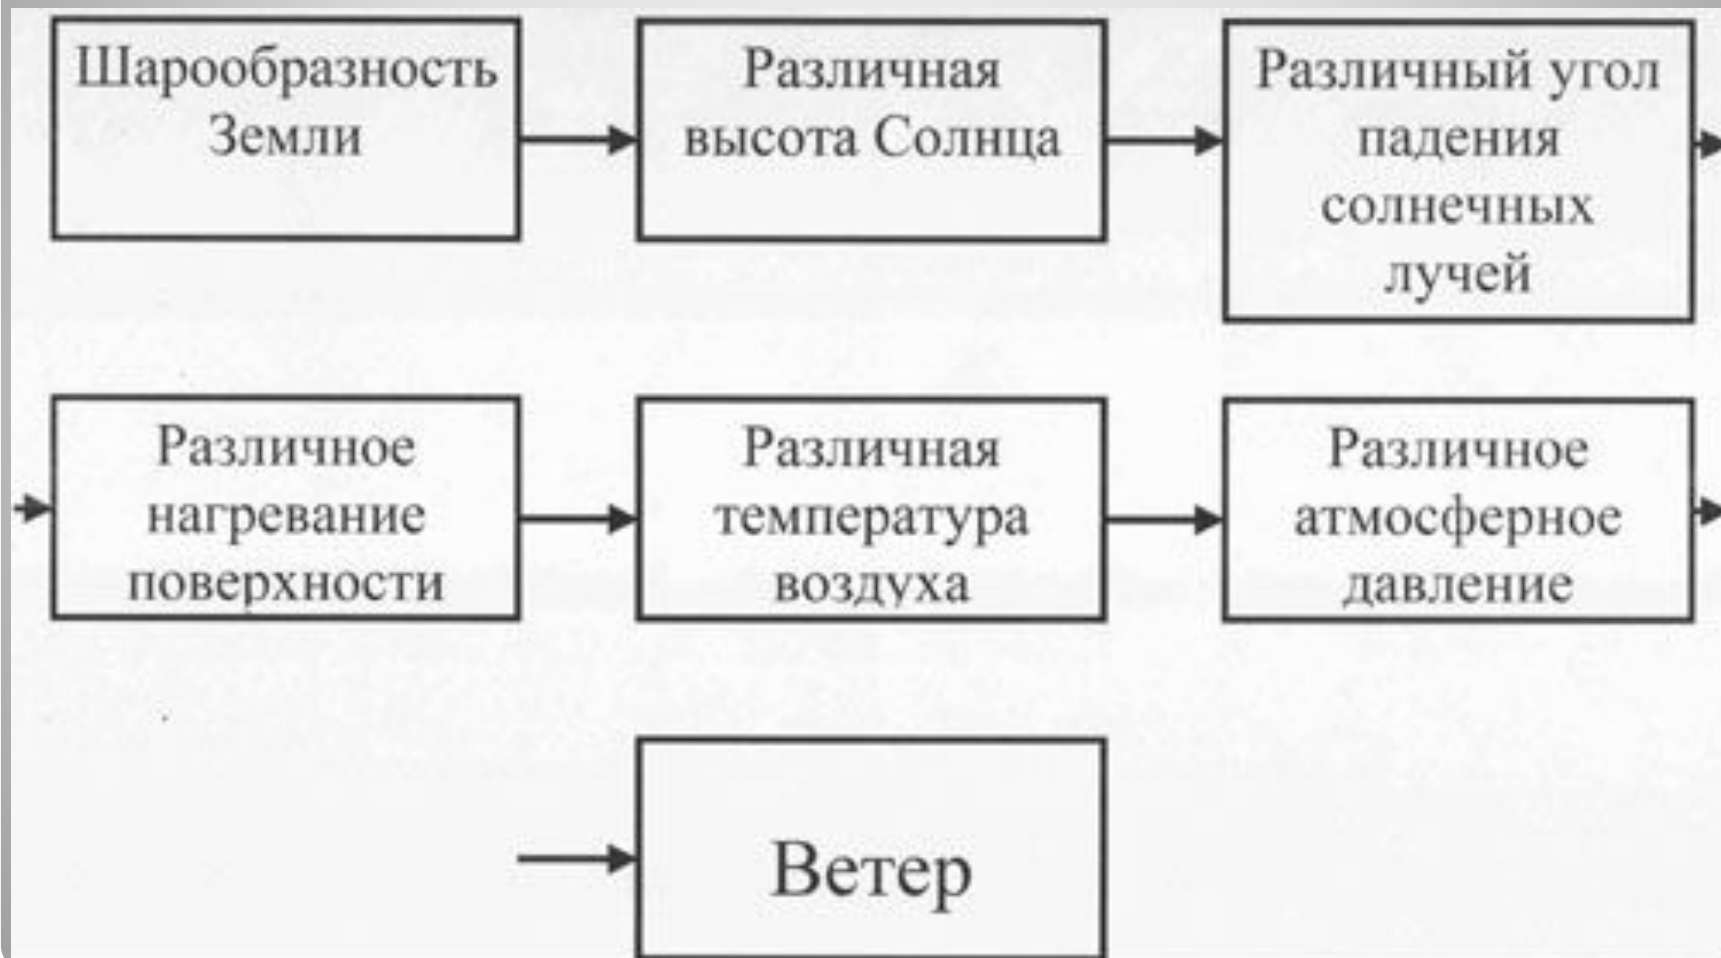 Шарообразность
Земли
Различная
высота Солнца
Различный угол
падения
солнечных
лучей
Различное
нагревание
поверхности
Различная
температура
воздуха
Различное
атмосферное
давление
Ветер